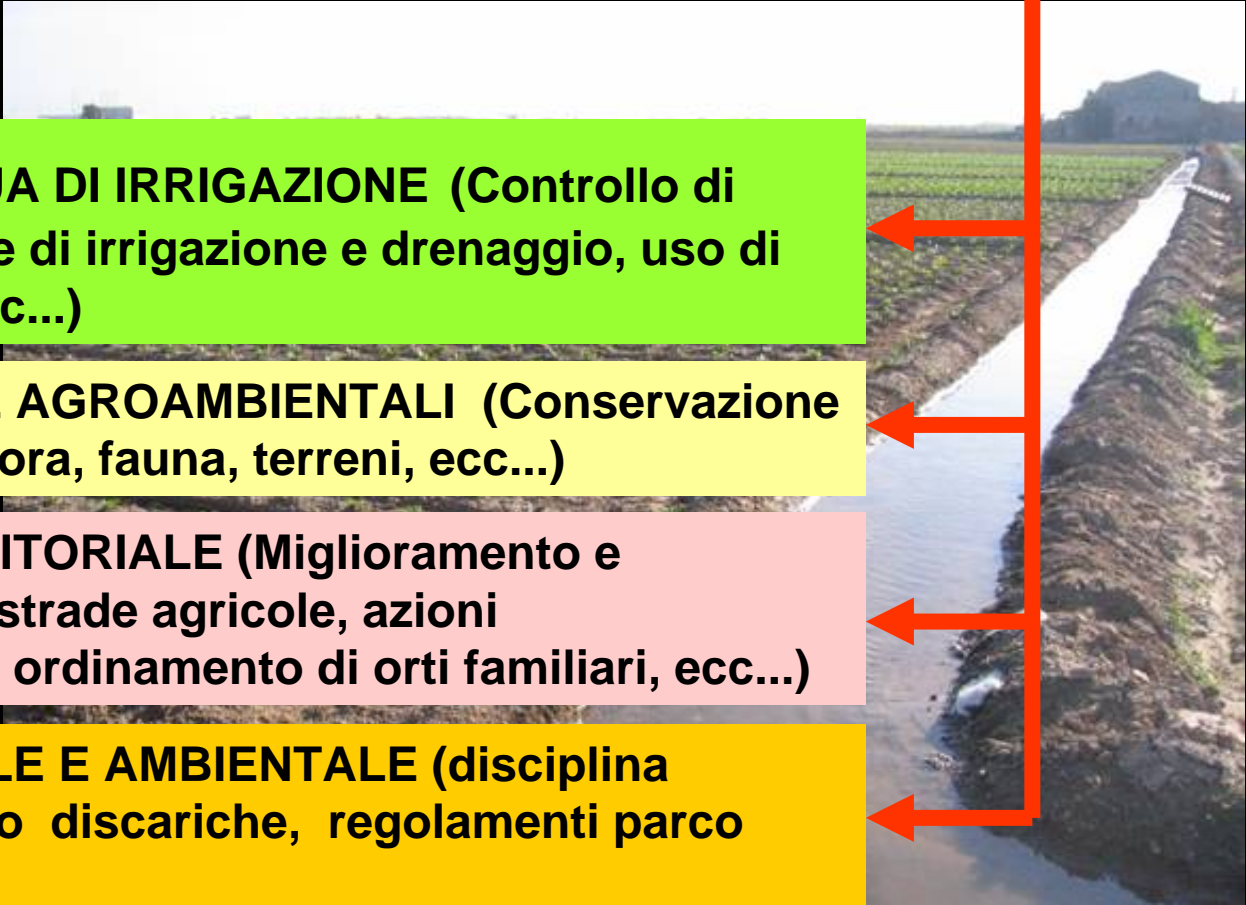 UA DI IRRIGAZIONE (Controllo di
e di irrigazione e drenaggio, uso di
c...)
AGROAMBIENTALI (Conservazione
ora, fauna, terreni, ecc...)
ITORIALE (Miglioramento e
strade agricole, azioni
ordinamento di orti familiari, ecc...)
LE E AMBIENTALE (disciplina
o discariche, regolamenti parco